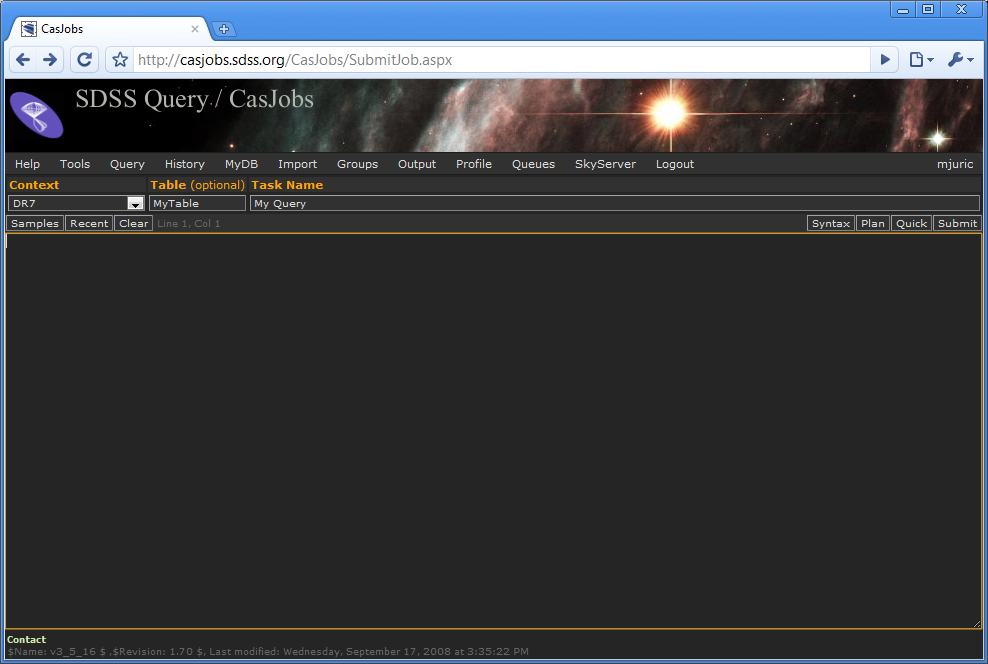 CasJobs
http://casjobs.sdss.org/CasJobs/SubmitJob.aspx
SDSS Query / CasJobs
Help Tools Query History MyDB Import Groups Output Profile Queues SkyServer Logout mjuric
Context Table (optional) Task Name
DR7 MyTable My Query
Samples Recent Clear Line 1, Col 1 Syntax Plan Quick Submit
Contact
$Name: v3_5_16 $ ,$Revision: 1.70 $, Last modified: Wednesday, September 17, 2008 at 3:35:22 PM